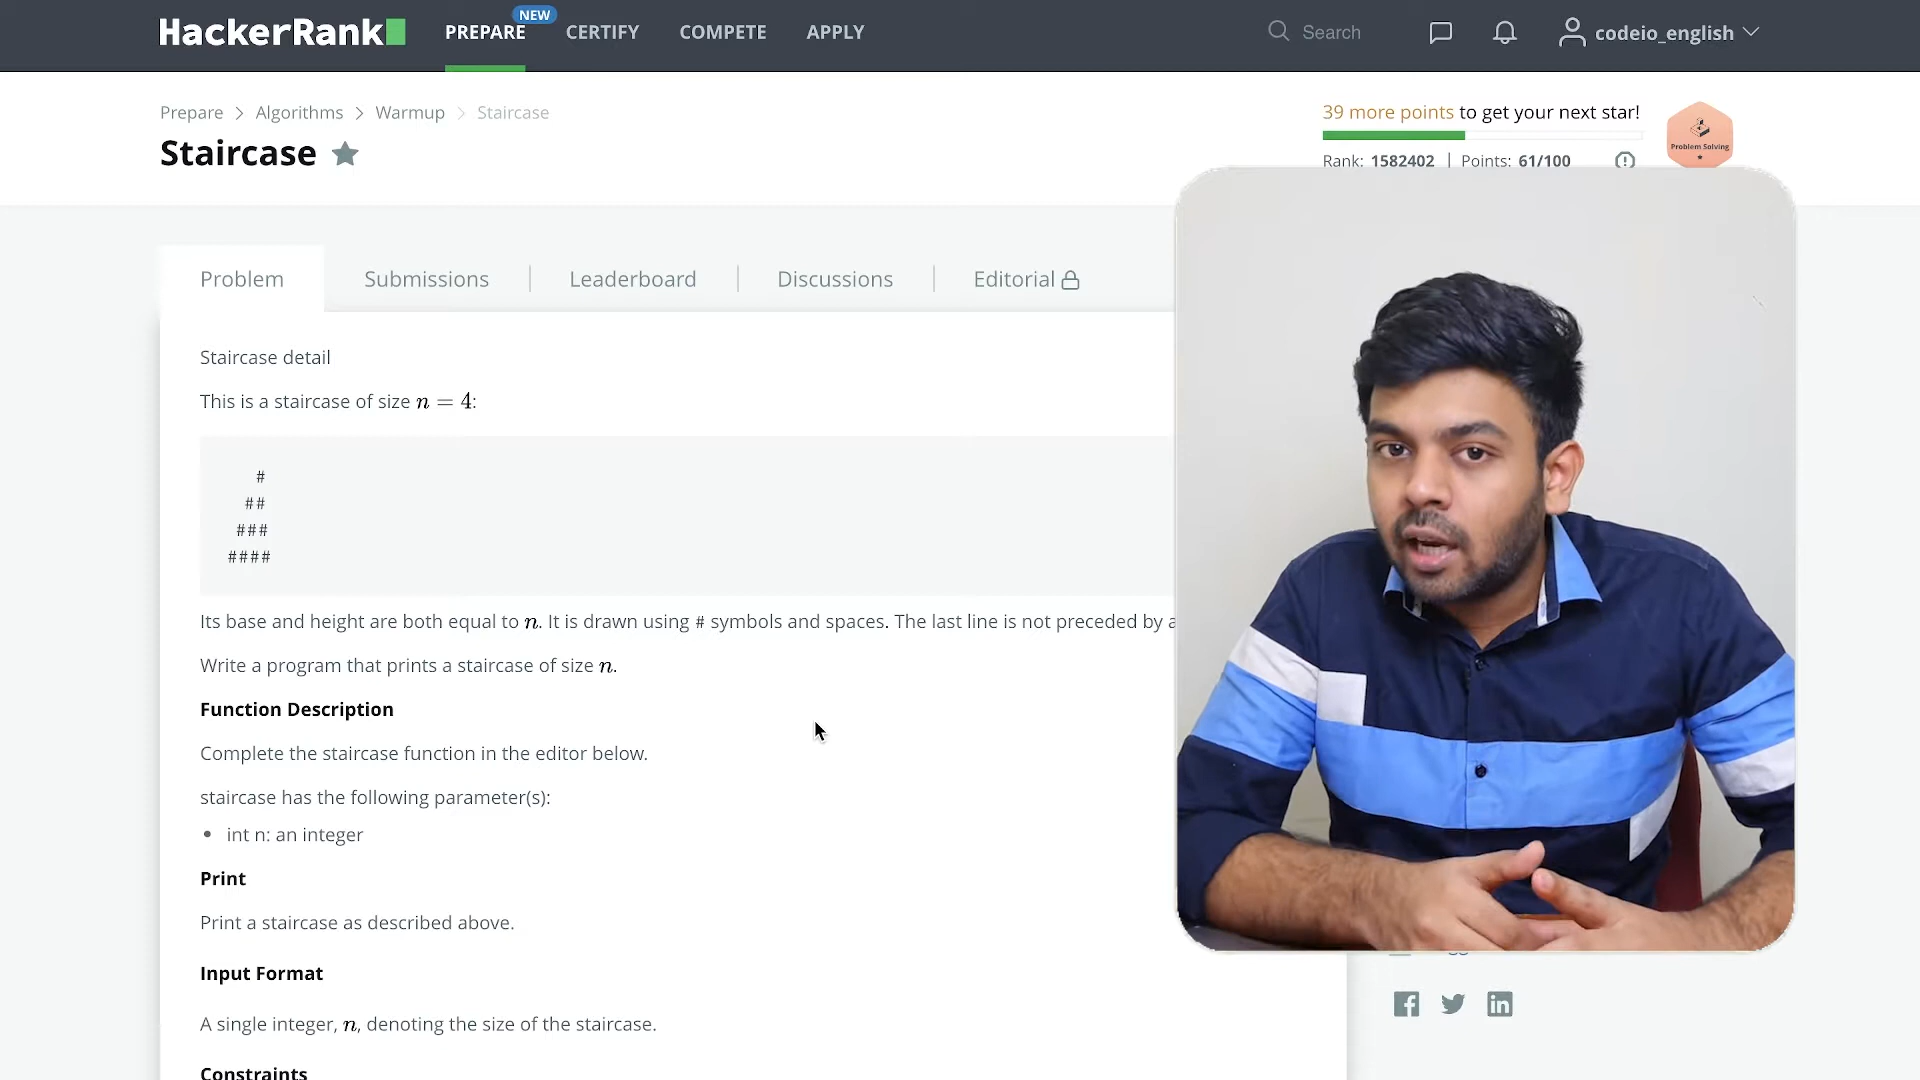 HackerRank
PREPARE
NEW
CERTIFY
COMPETE
APPLY
Search
codeio_english
Prepare > Algorithms > Warmup > Staircase
39 more points to get your next star!
Staircase
Rank: 1582402 | Points: 61/100
Problem Solving
Problem
Submissions
Leaderboard
Discussions
Editorial
Staircase detail
This is a staircase of size n = 4:
#
##
###
####
Its base and height are both equal to n. It is drawn using # symbols and spaces. The last line is not preceded by
Write a program that prints a staircase of size n.
Function Description
Complete the staircase function in the editor below.
staircase has the following parameter(s):
• int n: an integer
Print
Print a staircase as described above.
Input Format
A single integer, n, denoting the size of the staircase.
Constraints